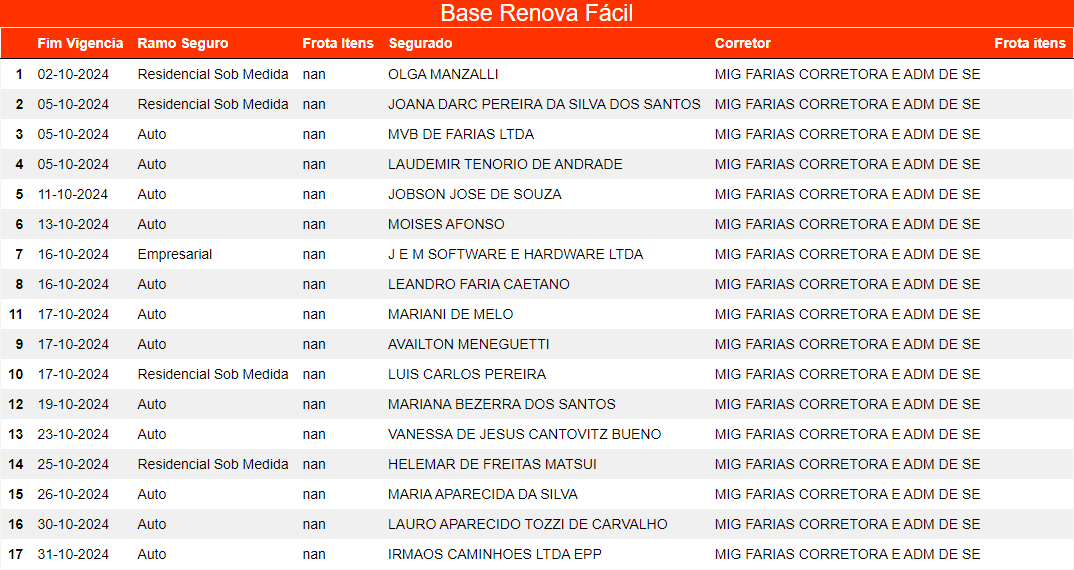 Base Renova Fácil
Fim Vigencia Ramo Seguro Frota Itens Segurado Corretor Frota itens
1 02-10-2024 Residencial Sob Medida nan OLGA MANZALLI MIG FARIAS CORRETORA E ADM DE SE
2 05-10-2024 Residencial Sob Medida nan JOANA DARC PEREIRA DA SILVA DOS SANTOS MIG FARIAS CORRETORA E ADM DE SE
3 05-10-2024 Auto nan MVB DE FARIAS LTDA MIG FARIAS CORRETORA E ADM DE SE
4 05-10-2024 Auto nan LAUDEMIR TENORIO DE ANDRADE MIG FARIAS CORRETORA E ADM DE SE
5 11-10-2024 Auto nan JOBSON JOSE DE SOUZA MIG FARIAS CORRETORA E ADM DE SE
6 13-10-2024 Auto nan MOISES AFONSO MIG FARIAS CORRETORA E ADM DE SE
7 16-10-2024 Empresarial nan J E M SOFTWARE E HARDWARE LTDA MIG FARIAS CORRETORA E ADM DE SE
8 16-10-2024 Auto nan LEANDRO FARIA CAETANO MIG FARIAS CORRETORA E ADM DE SE
11 17-10-2024 Auto nan MARIANI DE MELO MIG FARIAS CORRETORA E ADM DE SE
9 17-10-2024 Auto nan AVAILTON MENEGUETTI MIG FARIAS CORRETORA E ADM DE SE
10 17-10-2024 Residencial Sob Medida nan LUIS CARLOS PEREIRA MIG FARIAS CORRETORA E ADM DE SE
12 19-10-2024 Auto nan MARIANA BEZERRA DOS SANTOS MIG FARIAS CORRETORA E ADM DE SE
13 23-10-2024 Auto nan VANESSA DE JESUS CANTOVITZ BUENO MIG FARIAS CORRETORA E ADM DE SE
14 25-10-2024 Residencial Sob Medida nan HELEMAR DE FREITAS MATSUI MIG FARIAS CORRETORA E ADM DE SE
15 26-10-2024 Auto nan MARIA APARECIDA DA SILVA MIG FARIAS CORRETORA E ADM DE SE
16 30-10-2024 Auto nan LAURO APARECIDO TOZZI DE CARVALHO MIG FARIAS CORRETORA E ADM DE SE
17 31-10-2024 Auto nan IRMAOS CAMINHOES LTDA EPP MIG FARIAS CORRETORA E ADM DE SE